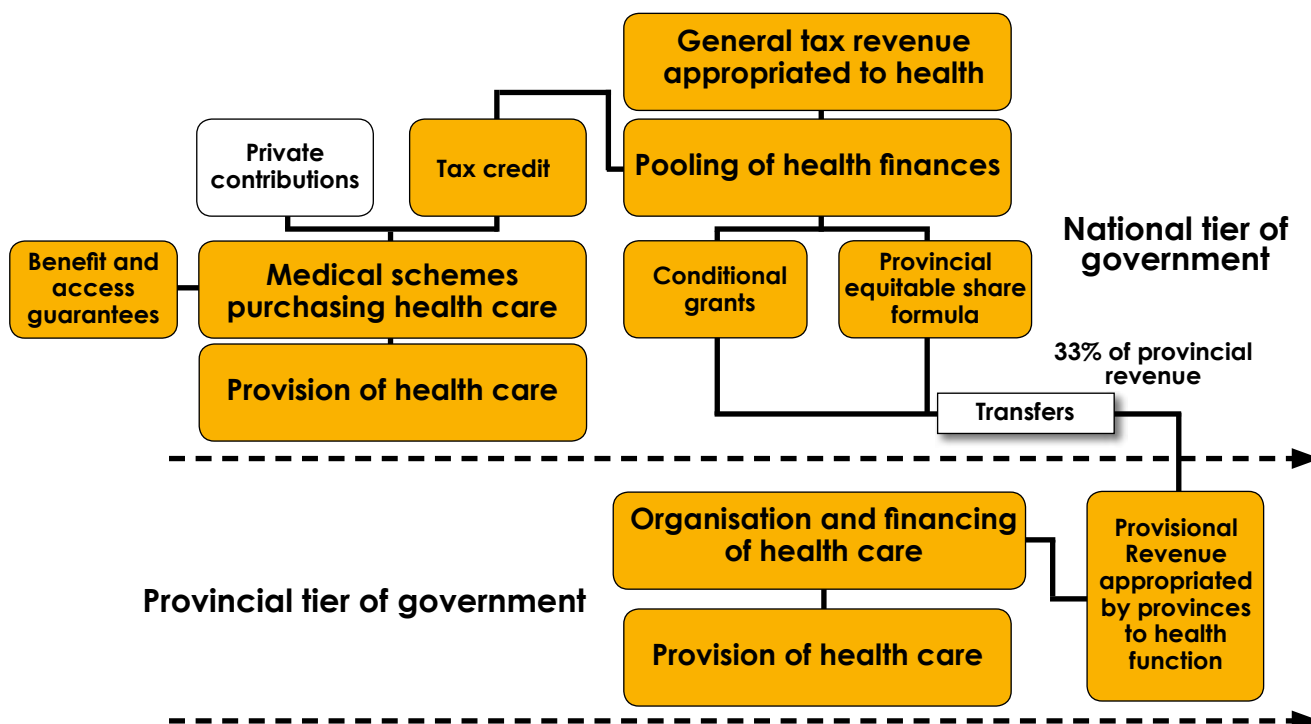 General tax revenue
appropriated to health
Private
contributions
Tax credit
Pooling of health finances
National tier of
government
Benefit and
access
guarantees
Medical schemes
purchasing health care
Conditional
grants
Provincial
equitable share
formula
33% of provincial
revenue
Provision of health care
Transfers
Organisation and financing
of health care
Provisional
Revenue
appropriated
by provinces
to health
function
Provincial tier of government
Provision of health care